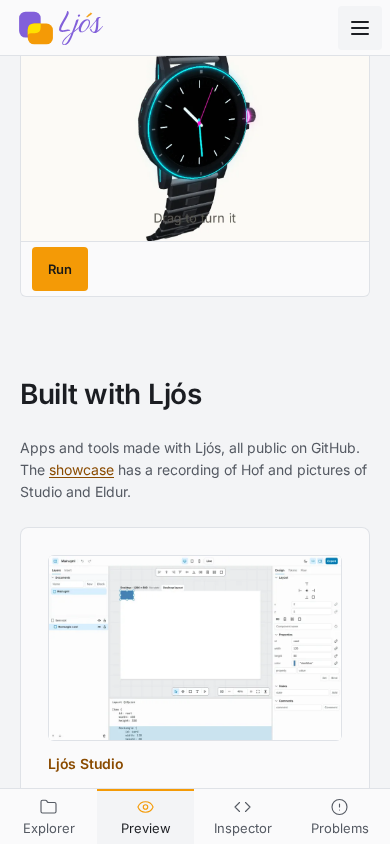 Ljós
Drag to turn it
Run
Built with Ljós
Apps and tools made with Ljós, all public on GitHub.
The showcase has a recording of Hof and pictures of
Studio and Eldur.
Ljós Studio
Explorer
Preview
Inspector
Problems